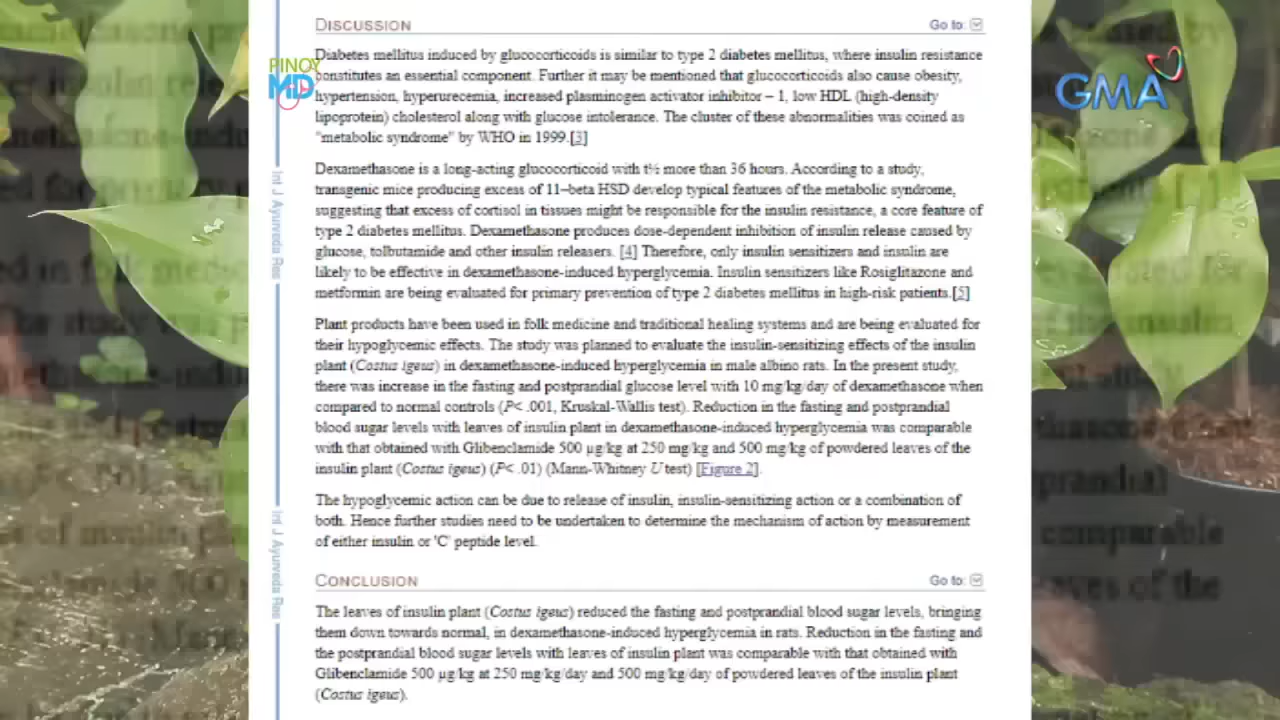 DISCUSSION
Go to:
Diabetes mellitus induced by glucocorticoids is similar to type 2 diabetes mellitus, where insulin resistance
constitutes an essential component. Further it may be mentioned that glucocorticoids also cause obesity,
hypertension, hyperurecemia, increased plasminogen activator inhibitor – 1, low HDL (high-density
lipoprotein) cholesterol along with glucose intolerance. The cluster of these abnormalities was coined as
"metabolic syndrome" by WHO in 1999.[3]
PINOY
MD
GMA
Dexamethasone is a long-acting glucocorticoid with t½ more than 36 hours. According to a study,
transgenic mice producing excess of 11–beta HSD develop typical features of the metabolic syndrome,
suggesting that excess of cortisol in tissues might be responsible for the insulin resistance, a core feature of
type 2 diabetes mellitus. Dexamethasone produces dose-dependent inhibition of insulin release caused by
glucose, tolbutamide and other insulin releasers. [4] Therefore, only insulin sensitizers and insulin are
likely to be effective in dexamethasone-induced hyperglycemia. Insulin sensitizers like Rosiglitazone and
metformin are being evaluated for primary prevention of type 2 diabetes mellitus in high-risk patients.[5]
Int J Ayurveda Res
Plant products have been used in folk medicine and traditional healing systems and are being evaluated for
their hypoglycemic effects. The study was planned to evaluate the insulin-sensitizing effects of the insulin
plant (Costus igeus) in dexamethasone-induced hyperglycemia in male albino rats. In the present study,
there was increase in the fasting and postprandial glucose level with 10 mg/kg/day of dexamethasone when
compared to normal controls (P< .001, Kruskal-Wallis test). Reduction in the fasting and postprandial
blood sugar levels with leaves of insulin plant in dexamethasone-induced hyperglycemia was comparable
with that obtained with Glibenclamide 500 µg/kg at 250 mg/kg and 500 mg/kg of powdered leaves of the
insulin plant (Costus igeus) (P< .01) (Mann-Whitney U test) [Figure 2].
The hypoglycemic action can be due to release of insulin, insulin-sensitizing action or a combination of
both. Hence further studies need to be undertaken to determine the mechanism of action by measurement
of either insulin or 'C' peptide level.
Int J Ayurveda Res
CONCLUSION
Go to:
The leaves of insulin plant (Costus igeus) reduced the fasting and postprandial blood sugar levels, bringing
them down towards normal, in dexamethasone-induced hyperglycemia in rats. Reduction in the fasting and
the postprandial blood sugar levels with leaves of insulin plant was comparable with that obtained with
Glibenclamide 500 µg/kg at 250 mg/kg/day and 500 mg/kg/day of powdered leaves of the insulin plant
(Costus igeus).
prandial
comparable
aves of the